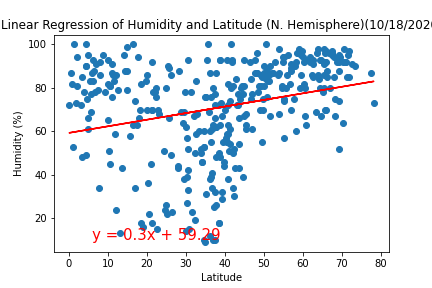 Linear Regression of Humidity and Latitude (N. Hemisphere)(10/18/2020
100
80
60
40
20
Humidity (%)
y = 0.3x + 59.29
0 10 20 30 40 50 60 70 80
Latitude